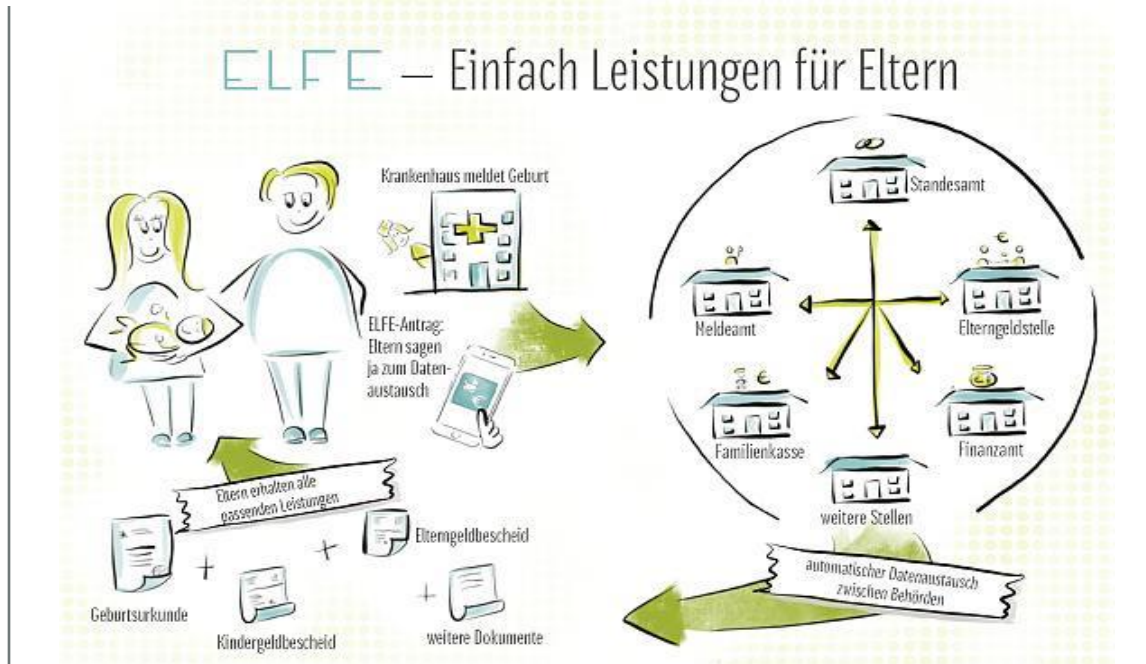 ELFE — Einfach Leistungen für Eltern
Krankenhaus meldet Geburt
ELFE-Antrag:
Eltern sagen
ja zum Daten-
austausch
Standesamt
Meldeamt
Elterngeldstelle
Familienkasse
Finanzamt
weitere Stellen
automatischer Datenaustausch
zwischen Behörden
Eltern erhalten alle
passenden Leistungen
Geburtsurkunde
+
Kindergeldbescheid
+
Elterngeldbescheid
+
weitere Dokumente